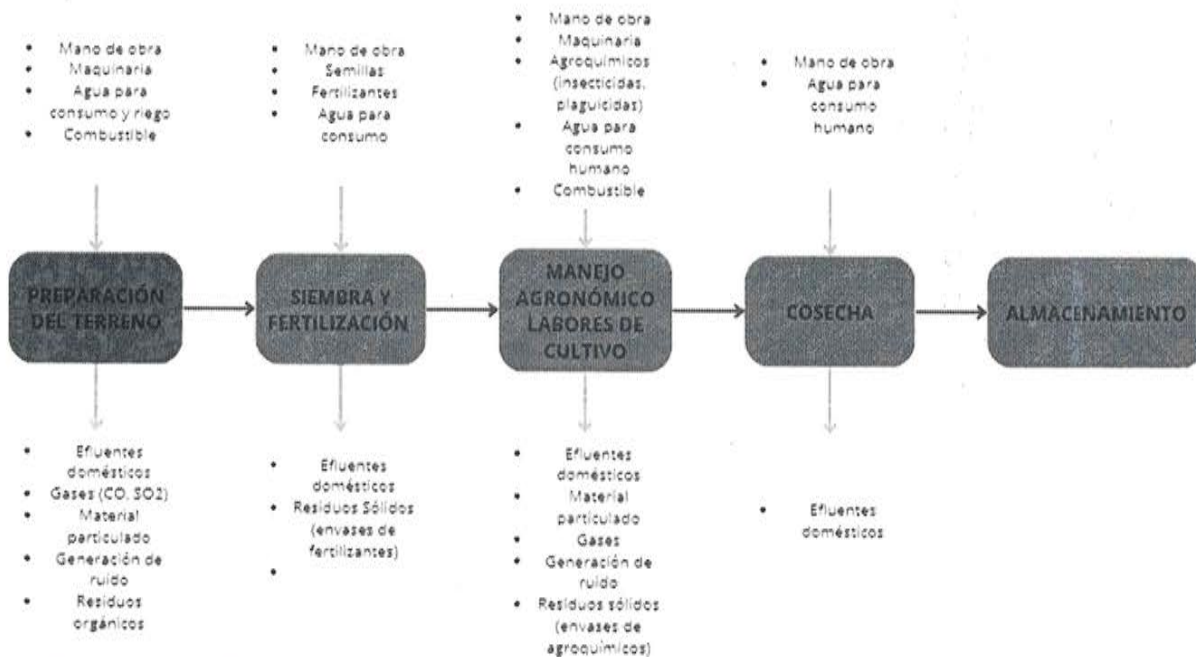 • Mano de obra
• Maquinaria
• Agua para
consumo y riego
• Combustible
• Mano de obra
• Semillas
• Fertilizantes
• Agua para
consumo
• Mano de obra
• Maquinaria
• Agroquímicos
(insecticidas,
plaguicidas)
• Agua para
consumo
humano
• Combustible
• Mano de obra
• Agua para
consumo
humano
PREPARACIÓN
DEL TERRENO
SIEMBRA Y
FERTILIZACIÓN
MANEJO
AGRONÓMICO
LABORES DE
CULTIVO
COSECHA
ALMACENAMIENTO
• Efluentes
domésticos
• Gases (CO, SO2)
• Material
particulado
• Generación de
ruido
• Residuos
orgánicos
• Efluentes
domésticos
• Residuos Sólidos
(envases de
fertilizantes)
•
• Efluentes
domésticos
• Material
particulado
• Gases
• Generación de
ruido
• Residuos sólidos
(envases de
agroquímicos)
• Efluentes
domésticos